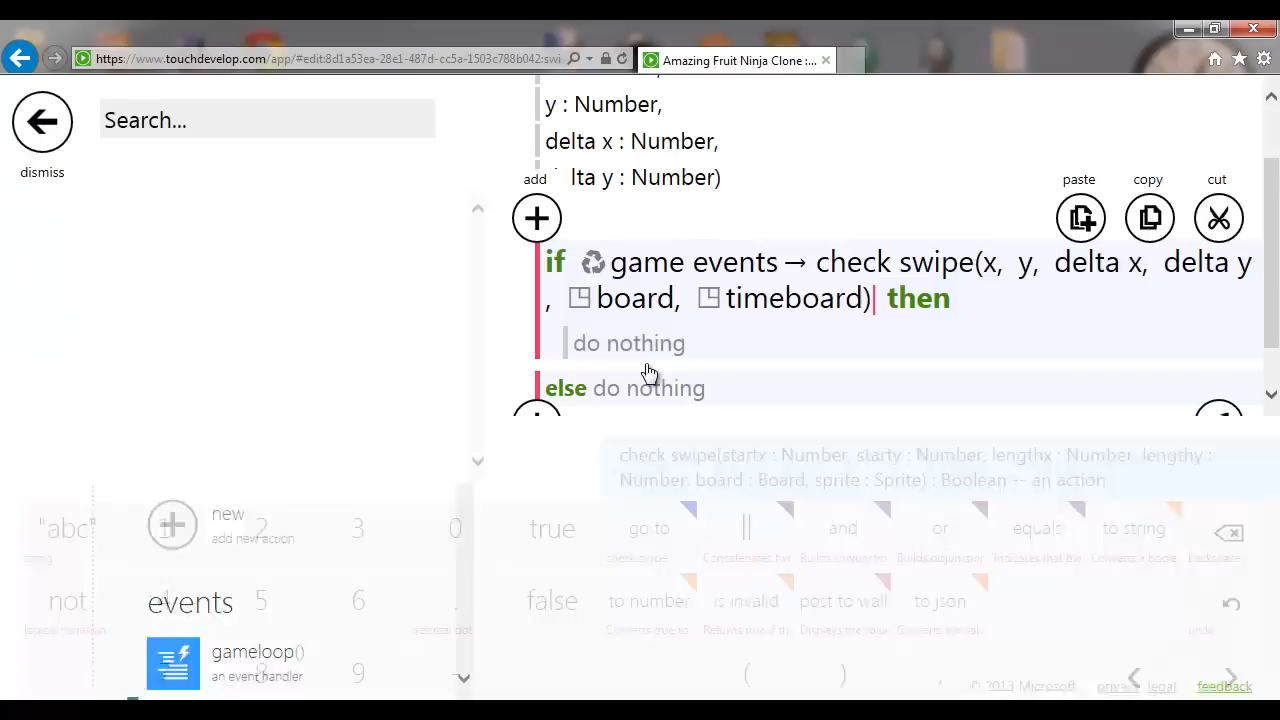 https://www.touchdevelop.com/app/#edit:8d1a53ea-28e1-487d-cc5a-1503c788b042:swi
Amazing Fruit Ninja Clone :...
dismiss
Search...
y : Number,
delta x : Number,
lta y : Number)
add
paste
copy
cut
if game events → check swipe(x, y, delta x, delta y
, board, timeboard) then
do nothing
else do nothing
check swipe(startx : Number, starty : Number, lengthx : Number, lengthy :
Number, board : Board, sprite : Sprite) : Boolean -- an action
new
add new action
events
gameloop()
an event handler
"abc"
string
2
3
0
true
go to
||
and
or
equals
to string
not
5
6
.
false
to number
is invalid
post to wall
to json
undo
8
9
-
(
)
,
© 2013 Microsoft
privacy
legal
feedback